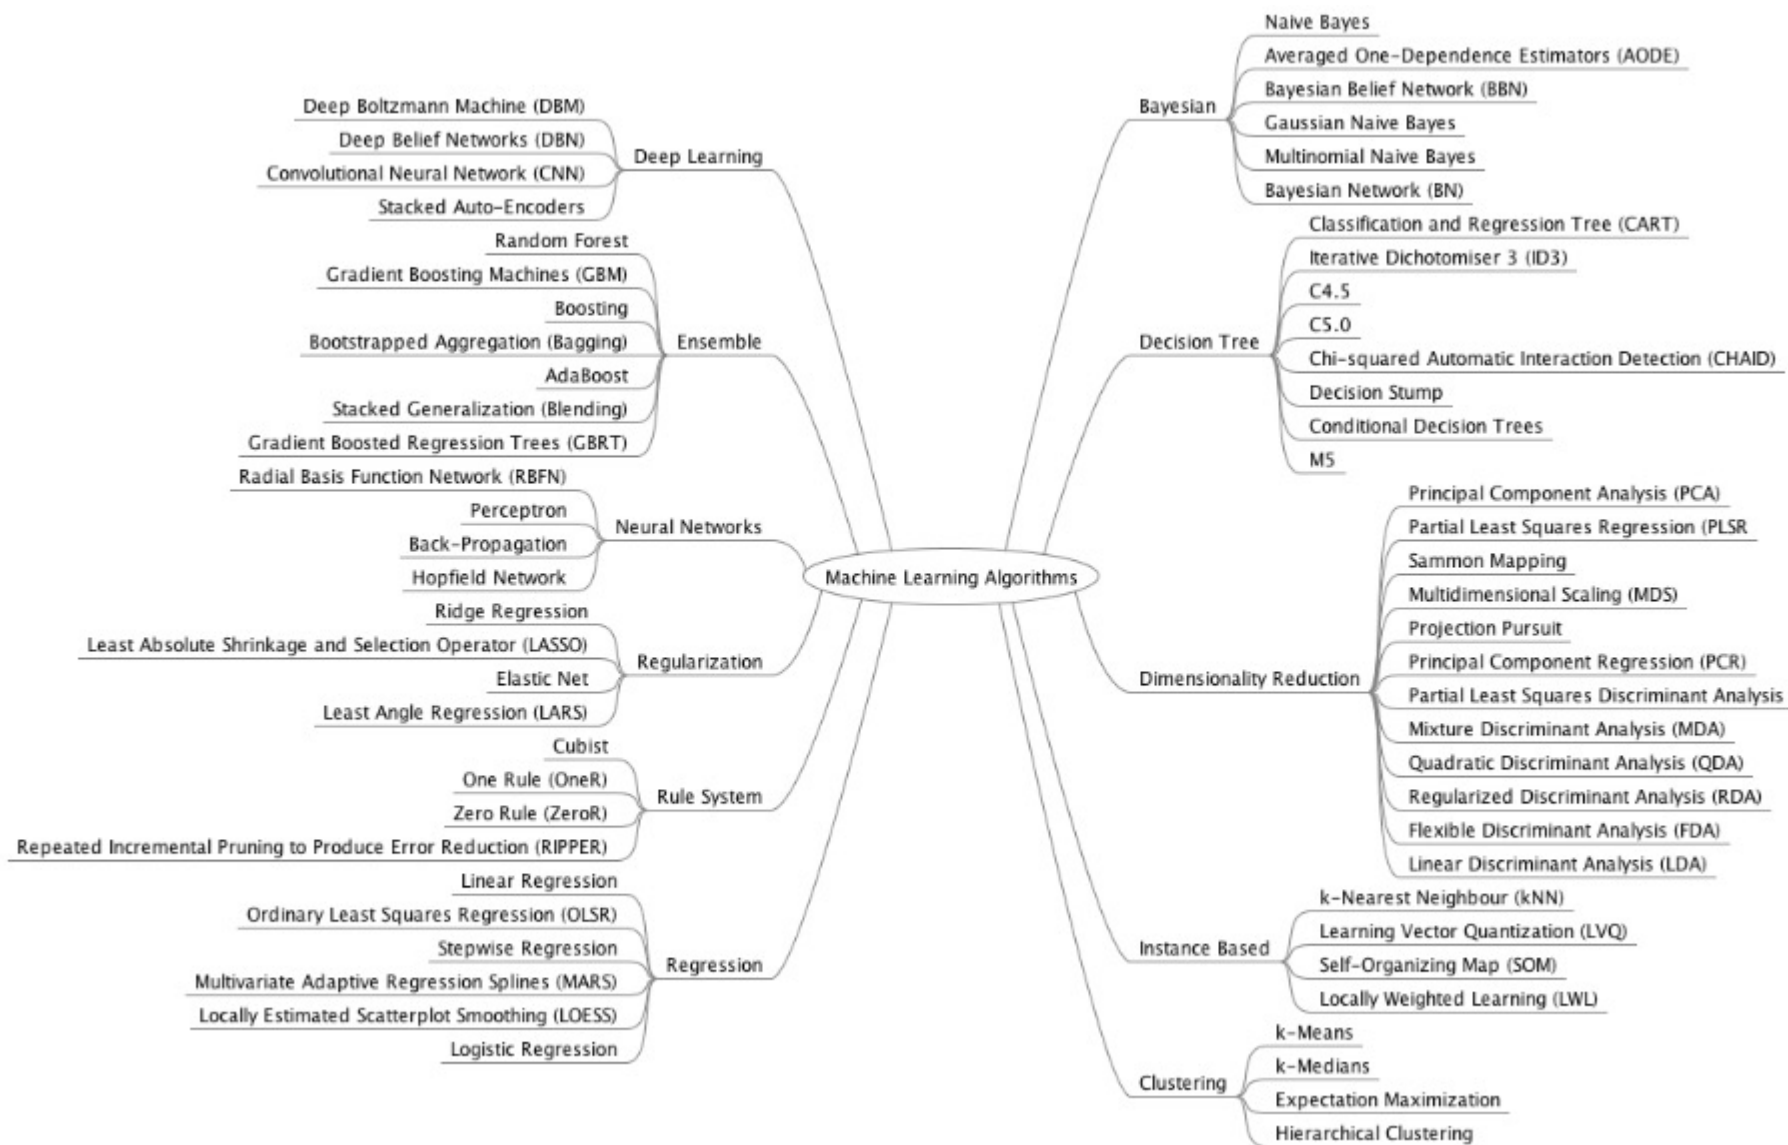 Machine Learning Algorithms
Deep Learning
Deep Boltzmann Machine (DBM)
Deep Belief Networks (DBN)
Convolutional Neural Network (CNN)
Stacked Auto-Encoders
Ensemble
Random Forest
Gradient Boosting Machines (GBM)
Boosting
Bootstrapped Aggregation (Bagging)
AdaBoost
Stacked Generalization (Blending)
Gradient Boosted Regression Trees (GBRT)
Neural Networks
Radial Basis Function Network (RBFN)
Perceptron
Back-Propagation
Hopfield Network
Regularization
Ridge Regression
Least Absolute Shrinkage and Selection Operator (LASSO)
Elastic Net
Least Angle Regression (LARS)
Rule System
Cubist
One Rule (OneR)
Zero Rule (ZeroR)
Repeated Incremental Pruning to Produce Error Reduction (RIPPER)
Regression
Linear Regression
Ordinary Least Squares Regression (OLSR)
Stepwise Regression
Multivariate Adaptive Regression Splines (MARS)
Locally Estimated Scatterplot Smoothing (LOESS)
Logistic Regression
Bayesian
Naive Bayes
Averaged One-Dependence Estimators (AODE)
Bayesian Belief Network (BBN)
Gaussian Naive Bayes
Multinomial Naive Bayes
Bayesian Network (BN)
Decision Tree
Classification and Regression Tree (CART)
Iterative Dichotomiser 3 (ID3)
C4.5
C5.0
Chi-squared Automatic Interaction Detection (CHAID)
Decision Stump
Conditional Decision Trees
M5
Dimensionality Reduction
Principal Component Analysis (PCA)
Partial Least Squares Regression (PLSR
Sammon Mapping
Multidimensional Scaling (MDS)
Projection Pursuit
Principal Component Regression (PCR)
Partial Least Squares Discriminant Analysis
Mixture Discriminant Analysis (MDA)
Quadratic Discriminant Analysis (QDA)
Regularized Discriminant Analysis (RDA)
Flexible Discriminant Analysis (FDA)
Linear Discriminant Analysis (LDA)
Instance Based
k-Nearest Neighbour (kNN)
Learning Vector Quantization (LVQ)
Self-Organizing Map (SOM)
Locally Weighted Learning (LWL)
Clustering
k-Means
k-Medians
Expectation Maximization
Hierarchical Clustering